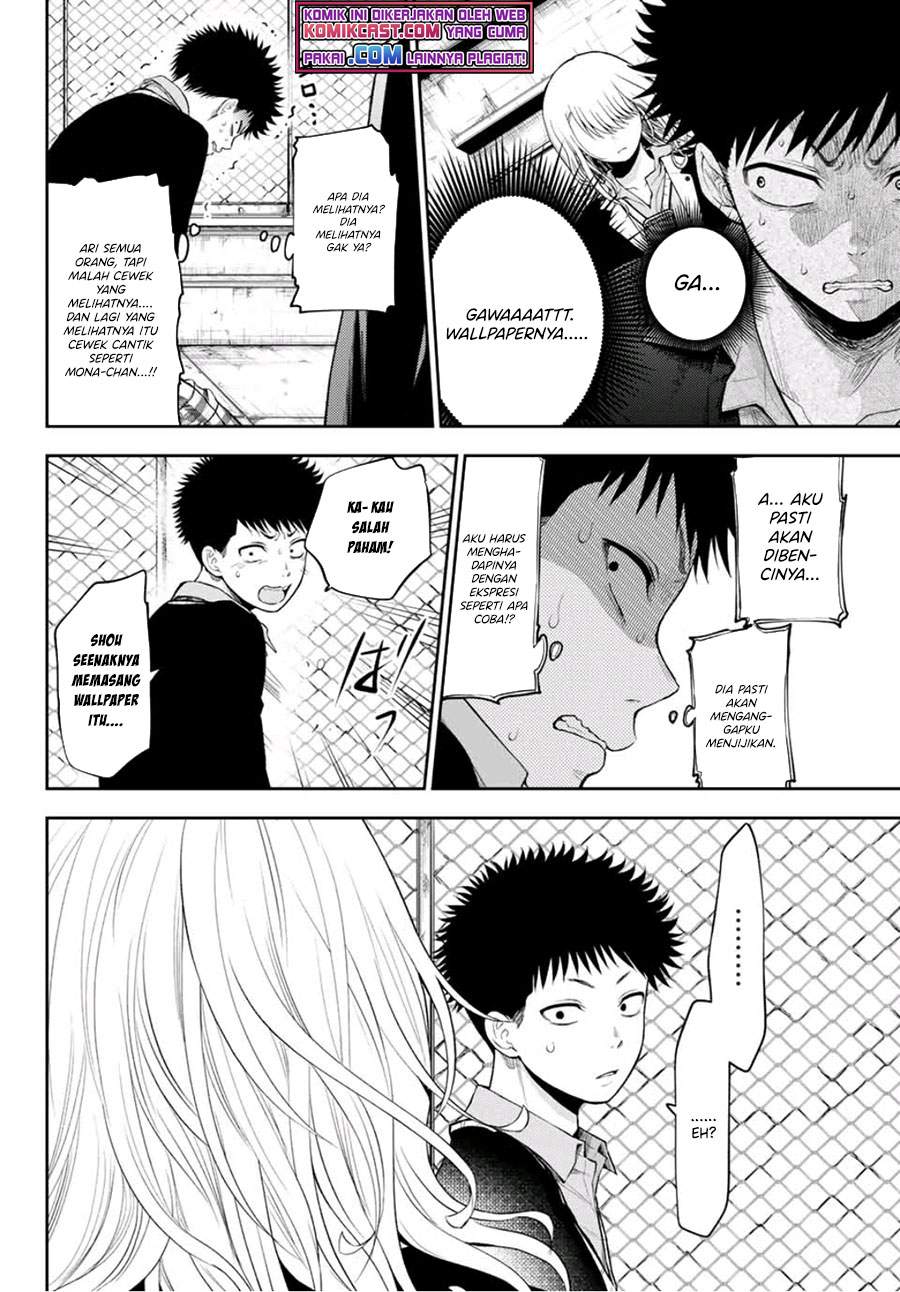 KOMIK INI DIKERJAKAN OLEH WEB
KOMIKCAST.COM YANG CUMA
PAKAI .COM LAINNYA PLAGIAT!
GA...
GAWAAAATTT.
WALLPAPERNYA.....
APA DIA
MELIHATNYA?
DIA
MELIHATNYA
GAK YA?
ARI SEMUA
ORANG, TAPI
MALAH CEWEK
YANG
MELIHATNYA....
DAN LAGI YANG
MELIHATNYA ITU
CEWEK CANTIK
SEPERTI
MONA-CHAN...!!
A... AKU
PASTI
AKAN
DIBEN-
CINYA...
DIA PASTI
AKAN
MENGANG-
GAPKU
MENJIJIKAN.
AKU HARUS
MENGHA-
DAPINYA
DENGAN
EKSPRESI
SEPERTI APA
COBA!?
KA- KAU
SALAH
PAHAM!
ば!
SHOU
SEENAKNYA
MEMASANG
WALLPAPER
ITU....
.........
......
EH?